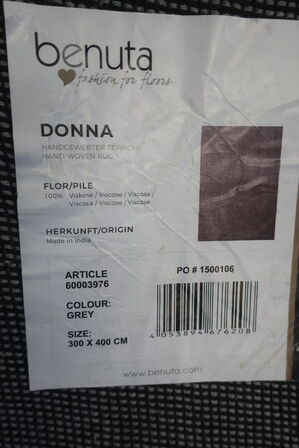 benuta
fashion for floors
DONNA
HANDGEWEBTER TEPPICH/
HAND-WOVEN RUG
FLOR/PILE
100% Viskose / Viscose / Viscosa /
Viscosa / Viscose / Viscose
HERKUNFT/ORIGIN
Made in India
ARTICLE
60003976
COLOUR:
GREY
SIZE:
300 X 400 CM
PO # 1500106
4 053894 676208
www.benuta.com